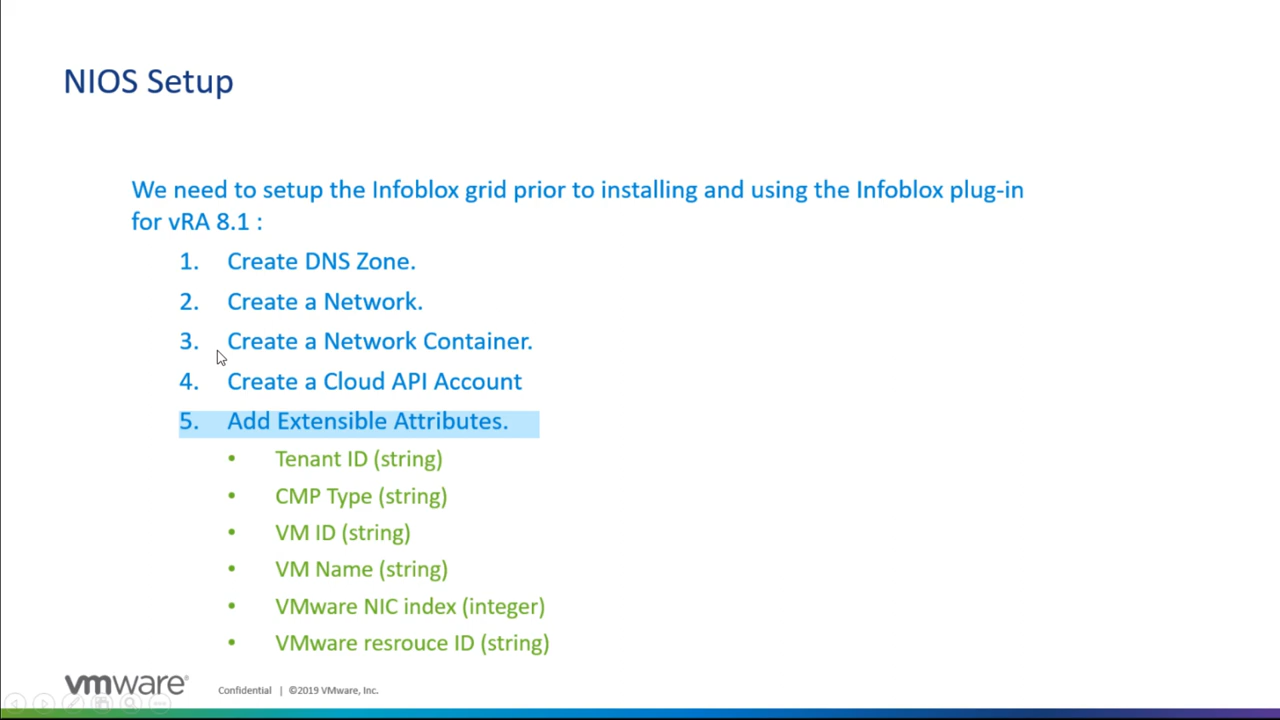 NIOS Setup
We need to setup the Infoblox grid prior to installing and using the Infoblox plug-in
for vRA 8.1 :
1. Create DNS Zone.
2. Create a Network.
3. Create a Network Container.
4. Create a Cloud API Account
5. Add Extensible Attributes.
• Tenant ID (string)
• CMP Type (string)
• VM ID (string)
• VM Name (string)
• VMware NIC index (integer)
• VMware resrouce ID (string)
vmware® Confidential | ©2019 VMware, Inc.